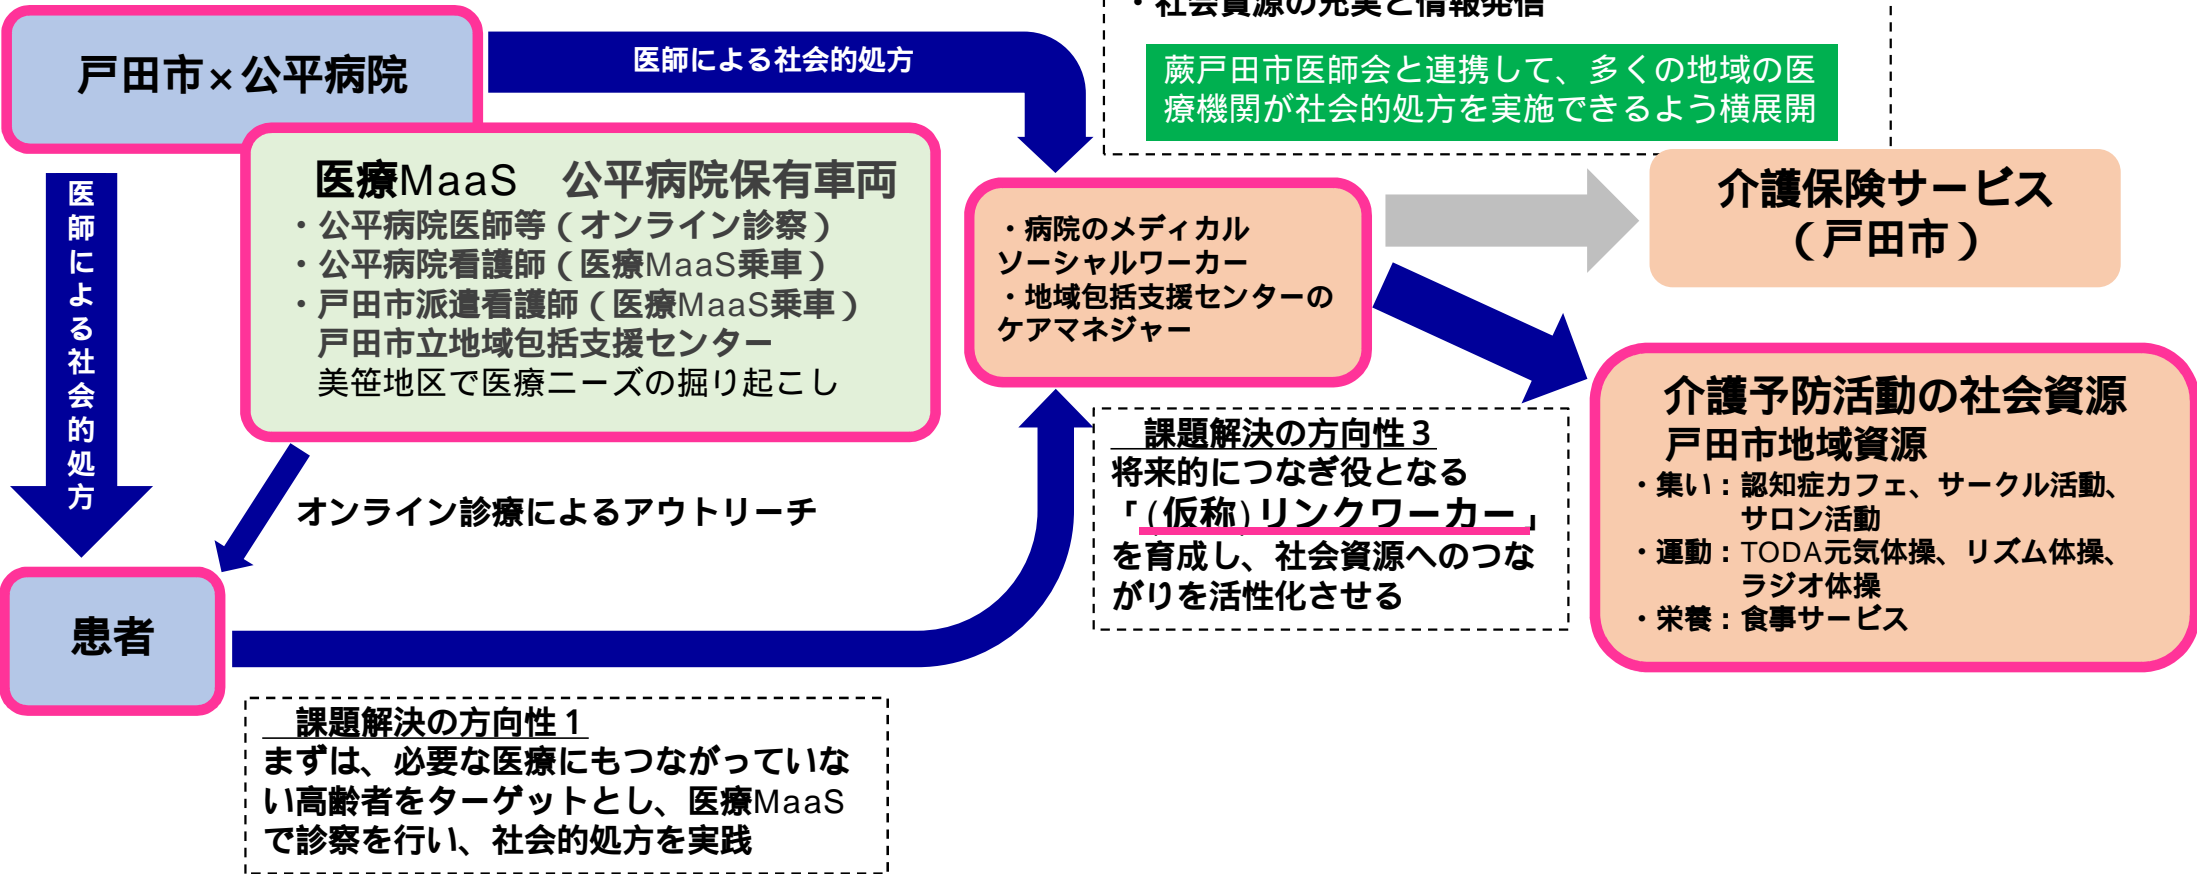 ・社会資源の充実と情報発信
蕨戸田市医師会と連携して、多くの地域の医
療機関が社会的処方を実施できるよう横展開
戸田市×公平病院
医師による社会的処方
医師による社会的処方
医療MaaS　公平病院保有車両
・公平病院医師等（オンライン診察）
・公平病院看護師（医療MaaS乗車）
・戸田市派遣看護師（医療MaaS乗車）
戸田市立地域包括支援センター
美笹地区で医療ニーズの掘り起こし
・病院のメディカル
ソーシャルワーカー
・地域包括支援センターの
ケアマネジャー
介護保険サービス
（戸田市）
オンライン診療によるアウトリーチ
課題解決の方向性３
将来的につなぎ役となる
「(仮称)リンクワーカー」
を育成し、社会資源へのつな
がりを活性化させる
介護予防活動の社会資源
戸田市地域資源
・集い：認知症カフェ、サークル活動、
サロン活動
・運動：TODA元気体操、リズム体操、
ラジオ体操
・栄養：食事サービス
患者
課題解決の方向性１
まずは、必要な医療にもつながっていな
い高齢者をターゲットとし、医療MaaS
で診察を行い、社会的処方を実践